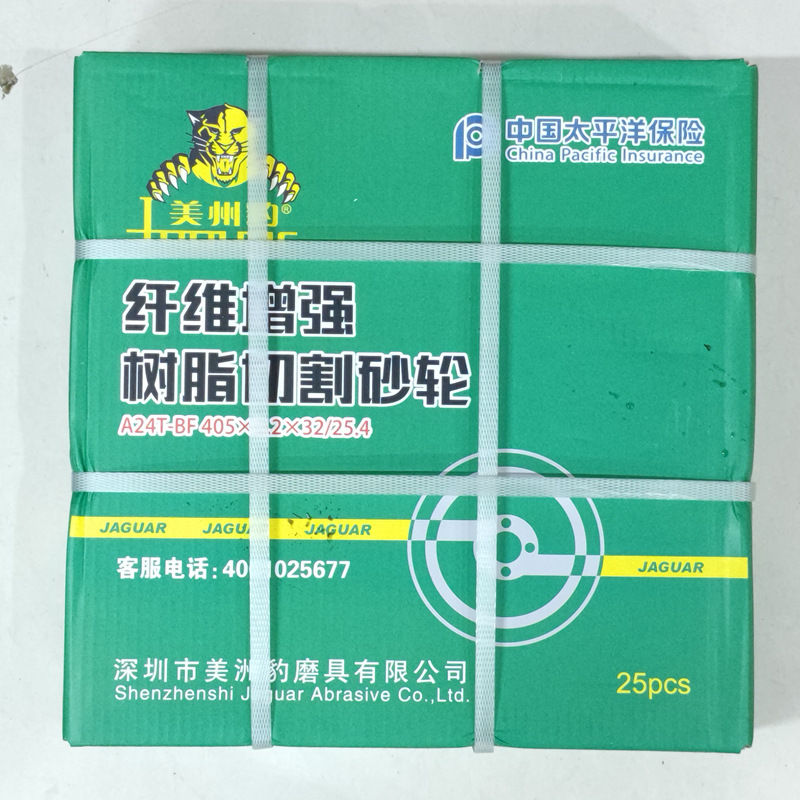 中国太平洋保险
China Pacific Insurance
美州豹®
纤维增强
树脂切割砂轮
A24T-BF 405× .2×32/25.4
JAGUAR JAGUAR JAGUAR
JAGUAR
客服电话:40 1025677
深圳市美洲豹磨具有限公司
Shenzhenshi Jaguar Abrasive Co.,Ltd.
25pcs